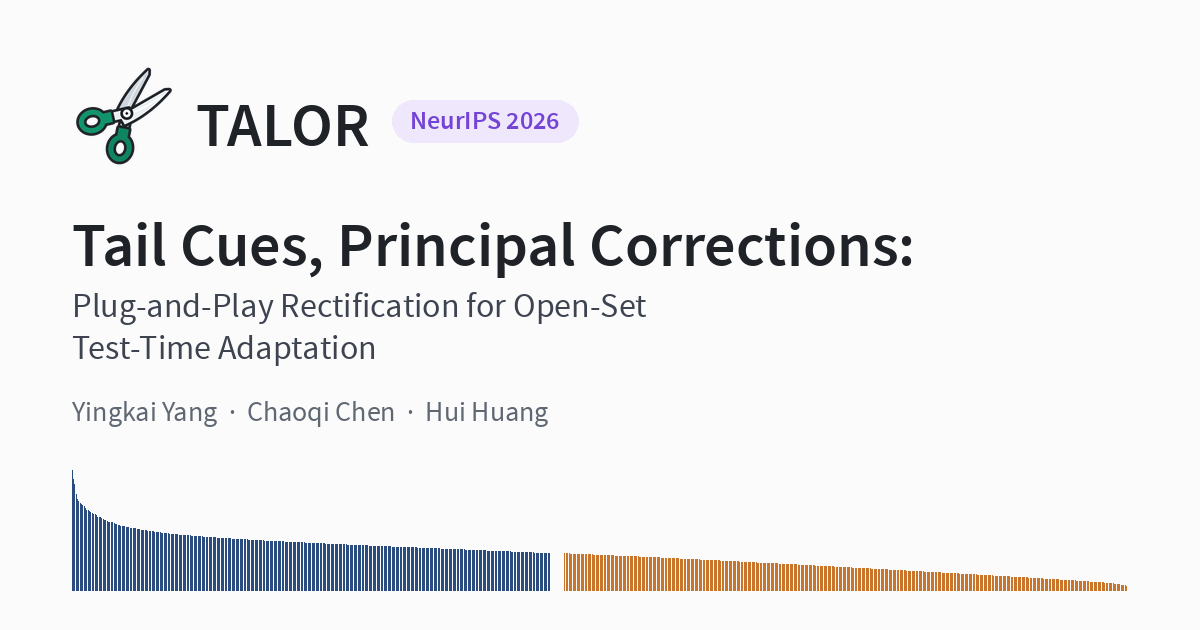 TALOR
NeurIPS 2026
Tail Cues, Principal Corrections:
Plug-and-Play Rectification for Open-Set
Test-Time Adaptation
Yingkai Yang · Chaoqi Chen · Hui Huang